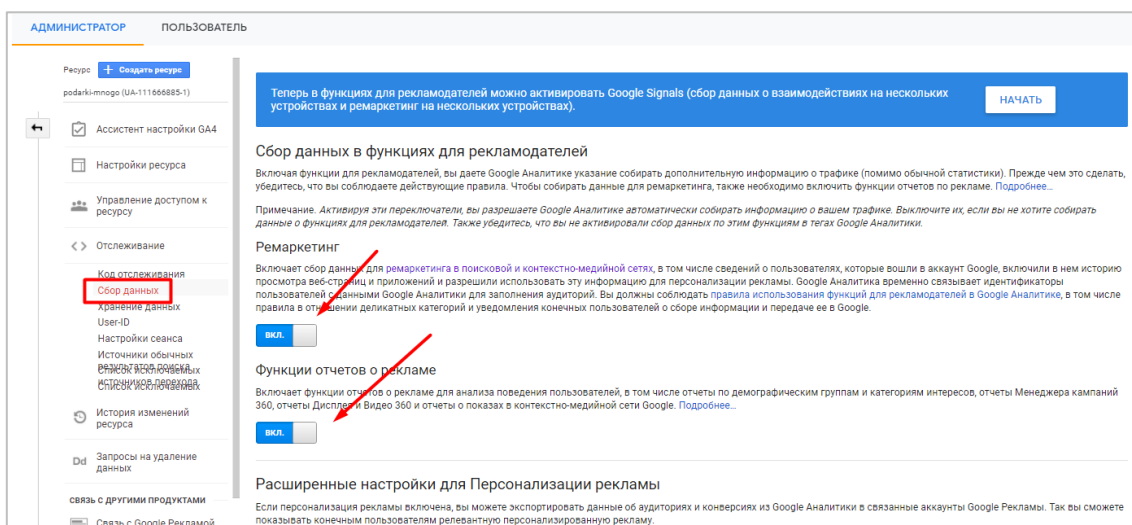 АДМИНИСТРАТОР ПОЛЬЗОВАТЕЛЬ
Ресурс + Создать ресурс
podarki-mnogo (UA-111666885-1)
Ассистент настройки GA4
Настройки ресурса
Управление доступом к
ресурсу
Отслеживание
Код отслеживания
Сбор данных
Хранение данных
User-ID
Настройки сеанса
Источники обычных
результатов поиска
Список исключаемых
источников перехода
Список исключаемых
История изменений
ресурса
Dd Запросы на удаление
данных
СВЯЗЬ С ДРУГИМИ ПРОДУКТАМИ
Связь с Google Рекламой
Теперь в функциях для рекламодателей можно активировать Google Signals (сбор данных о взаимодействиях на нескольких
устройствах и ремаркетинг на нескольких устройствах).
НАЧАТЬ
Сбор данных в функциях для рекламодателей
Включая функции для рекламодателей, вы даете Google Аналитике указание собирать дополнительную информацию о трафике (помимо обычной статистики). Прежде чем это сделать,
убедитесь, что вы соблюдаете действующие правила. Чтобы собирать данные для ремаркетинга, также необходимо включить функции отчетов по рекламе. Подробнее…
Примечание. Активируя эти переключатели, вы разрешаете Google Аналитике автоматически собирать информацию о вашем трафике. Выключите их, если вы не хотите собирать
данные о функциях для рекламодателей. Также убедитесь, что вы не активировали сбор данных по этим функциям в тегах Google Аналитики.
Ремаркетинг
Включает сбор данных для ремаркетинга в поисковой и контекстно-медийной сетях, в том числе сведений о пользователях, которые вошли в аккаунт Google, включили в нем историю
просмотра веб-страниц и приложений и разрешили использовать эту информацию для персонализации рекламы. Google Аналитика временно связывает идентификаторы
пользователей с данными Google Аналитики для заполнения аудиторий. Вы должны соблюдать правила использования функций для рекламодателей в Google Аналитике, в том числе
правила в отношении деликатных категорий и уведомления конечных пользователей о сборе информации и передаче ее в Google.
ВКЛ.
Функции отчетов о рекламе
Включает функции отчетов о рекламе для анализа поведения пользователей, в том числе отчеты по демографическим группам и категориям интересов, отчеты Менеджера кампаний
360, отчеты Дисплея и Видео 360 и отчеты о показах в контекстно-медийной сети Google. Подробнее…
ВКЛ.
Расширенные настройки для Персонализации рекламы
Если персонализация рекламы включена, вы можете экспортировать данные об аудиториях и конверсиях из Google Аналитики в связанные аккаунты Google Рекламы. Так вы сможете
показывать конечным пользователям релевантную персонализированную рекламу.